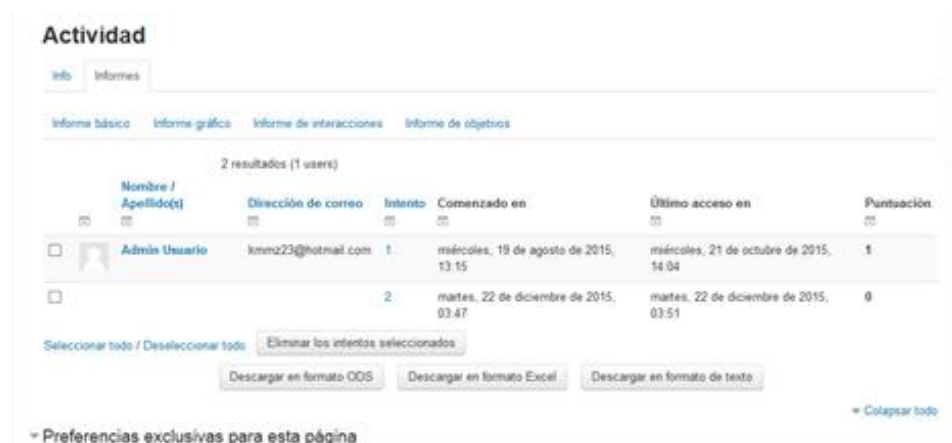 Actividad
Info Informes
Informe básico Informe gráfico Informe de interacciones Informe de objetivos
2 resultados (1 users)
Nombre / Apellido(s) Dirección de correo Intento Comenzado en Último acceso en Puntuación
Admin Usuario kmmz23@hotmail.com 1 miércoles, 19 de agosto de 2015, 13:15 miércoles, 21 de octubre de 2015, 14:04 1
2 martes, 22 de diciembre de 2015, 03:47 martes, 22 de diciembre de 2015, 03:51 0
Seleccionar todo / Deseleccionar todo Eliminar los intentos seleccionados
Descargar en formato ODS Descargar en formato Excel Descargar en formato de texto
Colapsar todo
Preferencias exclusivas para esta página